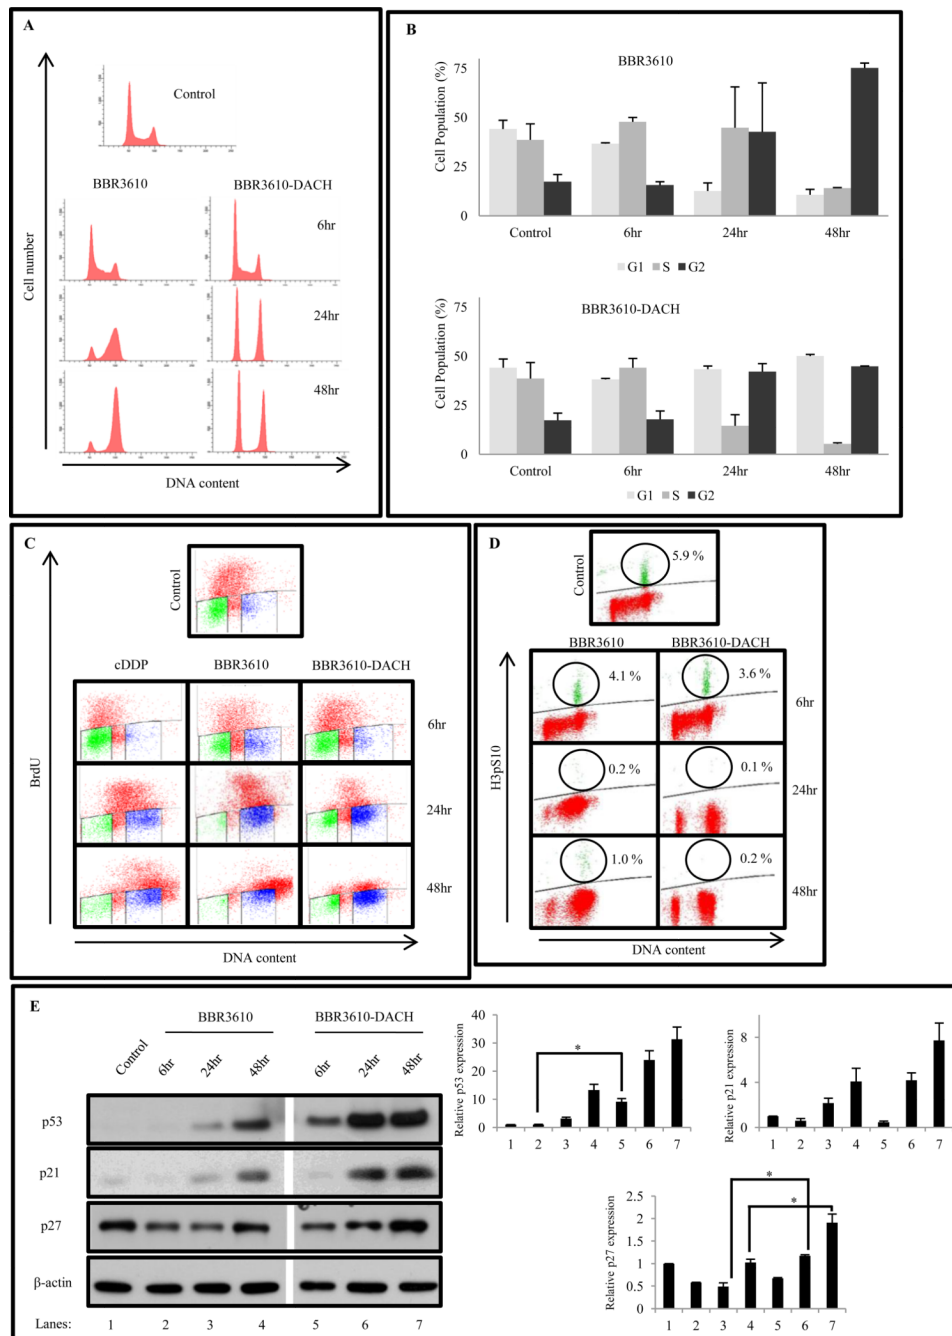 A
Control
BBR3610
BBR3610-DACH
6hr
24hr
48hr
Cell number
DNA content
B
BBR3610
Cell Population (%)
75
50
25
0
Control
6hr
24hr
48hr
G1 S G2
BBR3610-DACH
Cell Population (%)
75
50
25
0
Control
6hr
24hr
48hr
G1 S G2
C
Control
cDDP
BBR3610
BBR3610-DACH
6hr
24hr
48hr
BrdU
DNA content
D
Control
5.9 %
BBR3610
BBR3610-DACH
4.1 %
3.6 %
6hr
0.2 %
0.1 %
24hr
1.0 %
0.2 %
48hr
H3pS10
DNA content
E
BBR3610
BBR3610-DACH
Control
6hr
24hr
48hr
6hr
24hr
48hr
p53
p21
p27
β-actin
Lanes: 1 2 3 4 5 6 7
Relative p53 expression
40
30
20
10
0
*
1 2 3 4 5 6 7
Relative p21 expression
8
4
0
1 2 3 4 5 6 7
Relative p27 expression
2.5
2
1.5
1
0.5
0
*
*
1 2 3 4 5 6 7